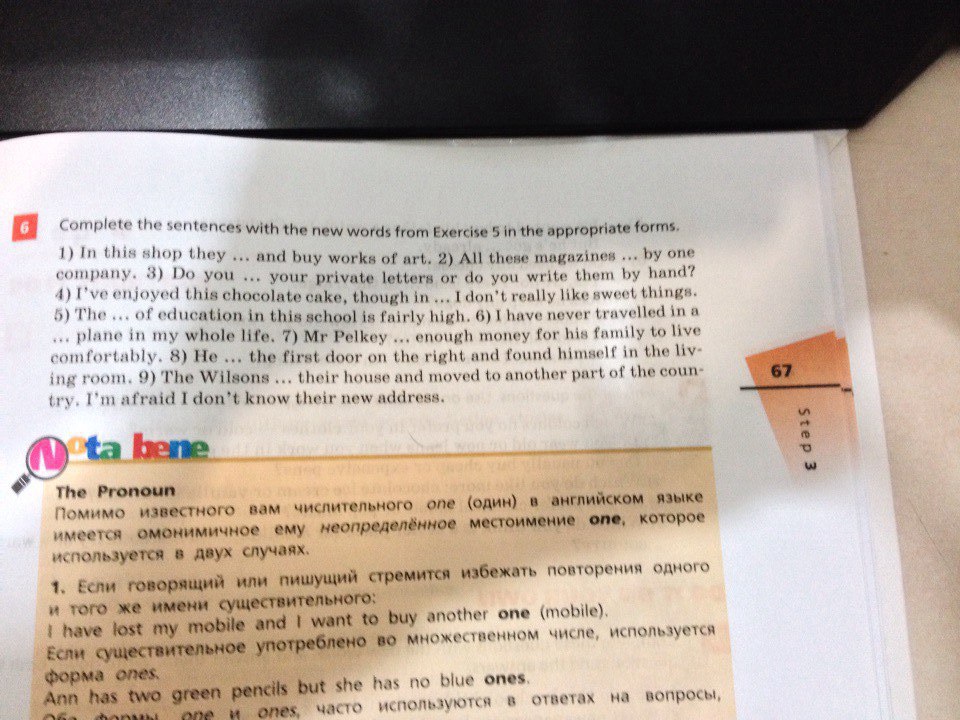 6 Complete the sentences with the new words from Exercise 5 in the appropriate forms.
1) In this shop they ... and buy works of art. 2) All these magazines ... by one
company. 3) Do you ... your private letters or do you write them by hand?
4) I've enjoyed this chocolate cake, though in ... I don't really like sweet things.
5) The ... of education in this school is fairly high. 6) I have never travelled in a
... plane in my whole life. 7) Mr Pelkey ... enough money for his family to live
comfortably. 8) He ... the first door on the right and found himself in the liv-
ing room. 9) The Wilsons ... their house and moved to another part of the coun-
try. I'm afraid I don't know their new address.
67
Step 3
Nota bene
The Pronoun
Помимо известного вам числительного one (один) в английском языке
имеется омонимичное ему неопределённое местоимение one, которое
используется в двух случаях.
1. Если говорящий или пишущий стремится избежать повторения одного
и того же имени существительного:
I have lost my mobile and I want to buy another one (mobile).
Если существительное употреблено во множественном числе, используется
форма ones.
Ann has two green pencils but she has no blue ones.
Обе формы, one и ones, часто используются в ответах на вопросы,